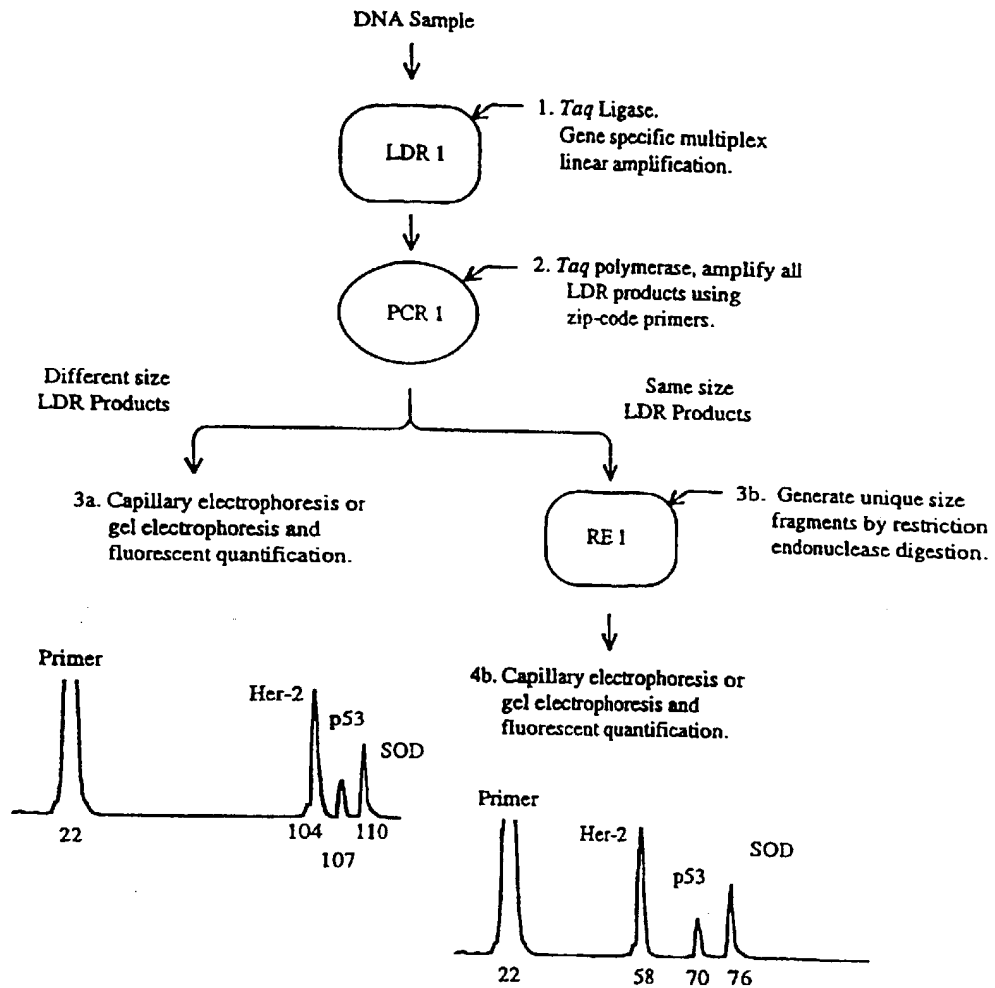 DNA Sample
LDR 1
1. Taq Ligase.
Gene specific multiplex
linear amplification.
PCR 1
2. Taq polymerase, amplify all
LDR products using
zip-code primers.
Different size
LDR Products
Same size
LDR Products
3a. Capillary electrophoresis or
gel electrophoresis and
fluorescent quantification.
RE 1
3b. Generate unique size
fragments by restriction
endonuclease digestion.
Primer
Her-2
p53
SOD
22
104
107
110
4b. Capillary electrophoresis or
gel electrophoresis and
fluorescent quantification.
Primer
Her-2
p53
SOD
22
58
70
76